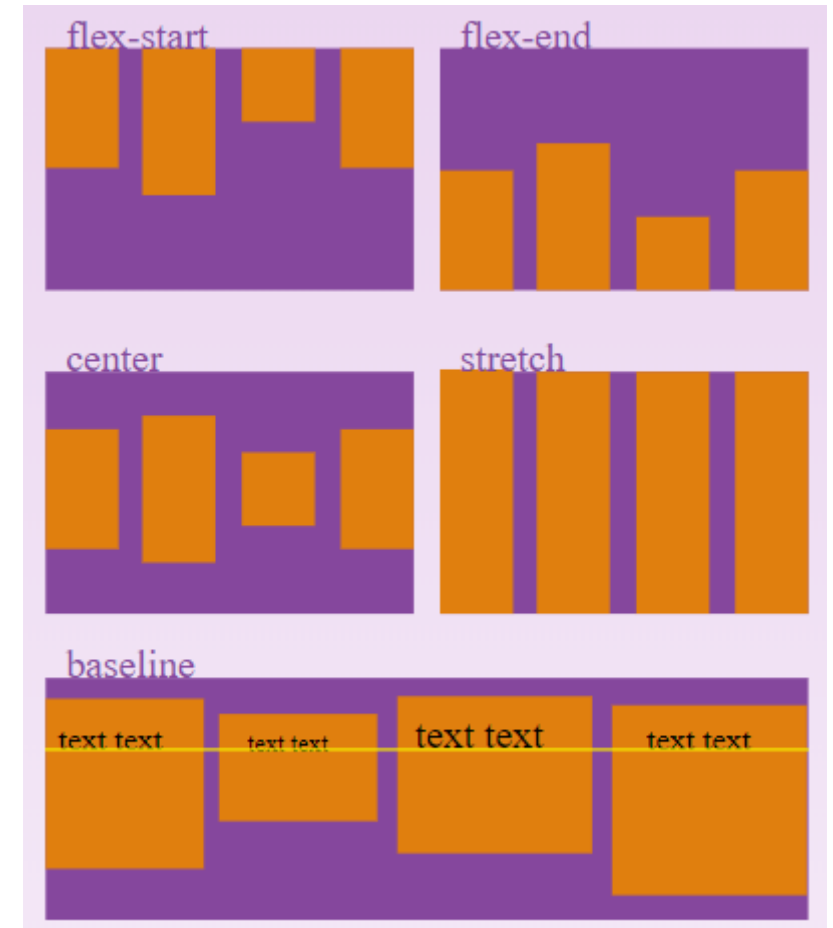 flex-start
flex-end
center
stretch
baseline
text text
text text
text text
text text